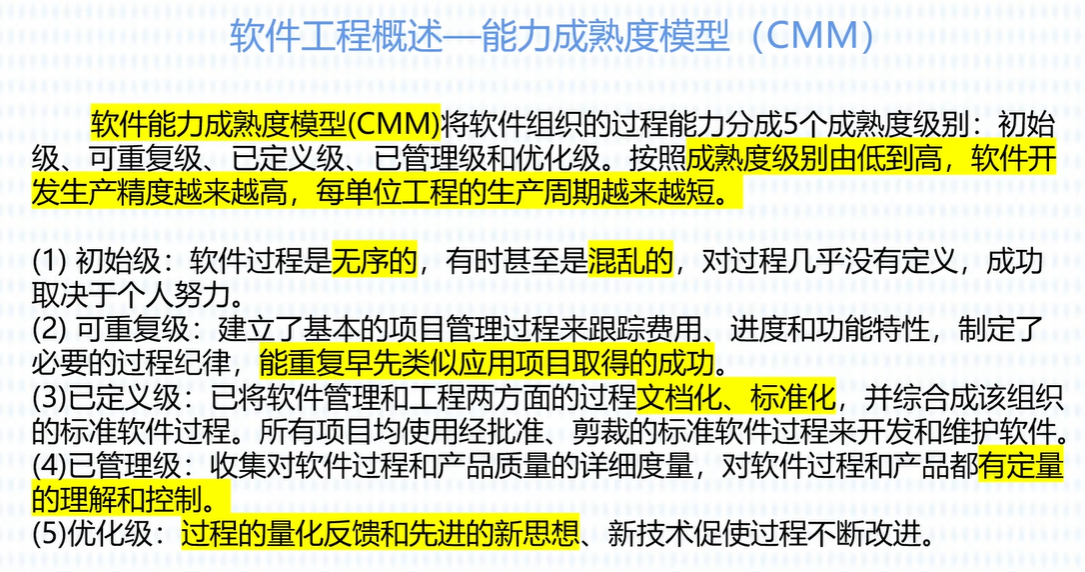 软件工程概述—能力成熟度模型（CMM）
软件能力成熟度模型(CMM)将软件组织的过程能力分成5个成熟度级别：初始
级、可重复级、已定义级、已管理级和优化级。按照成熟度级别由低到高，软件开
发生产精度越来越高，每单位工程的生产周期越来越短。
(1) 初始级：软件过程是无序的，有时甚至是混乱的，对过程几乎没有定义，成功
取决于个人努力。
(2) 可重复级：建立了基本的项目管理过程来跟踪费用、进度和功能特性，制定了
必要的过程纪律，能重复早先类似应用项目取得的成功。
(3)已定义级：已将软件管理和工程两方面的过程文档化、标准化，并综合成该组织
的标准软件过程。所有项目均使用经批准、剪裁的标准软件过程来开发和维护软件。
(4)已管理级：收集对软件过程和产品质量的详细度量，对软件过程和产品都有定量
的理解和控制。
(5)优化级：过程的量化反馈和先进的新思想、新技术促使过程不断改进。